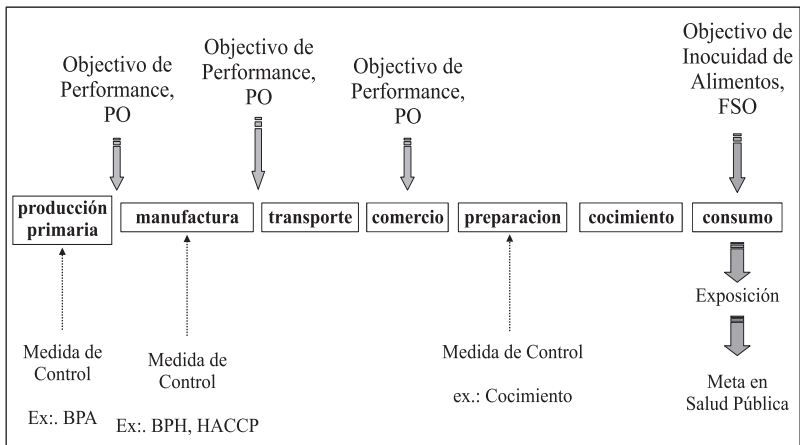 Objectivo de
Performance,
PO
Objectivo de
Performance,
PO
Objectivo de
Performance,
PO
Objectivo de
Inocuidad de
Alimentos,
FSO
producción
primaria
manufactura
transporte
comercio
preparacion
cocimiento
consumo
Exposición
Meta en
Salud Pública
Medida de
Control
Ex:. BPA
Medida de
Control
Ex:. BPH, HACCP
Medida de Control
ex.: Cocimiento